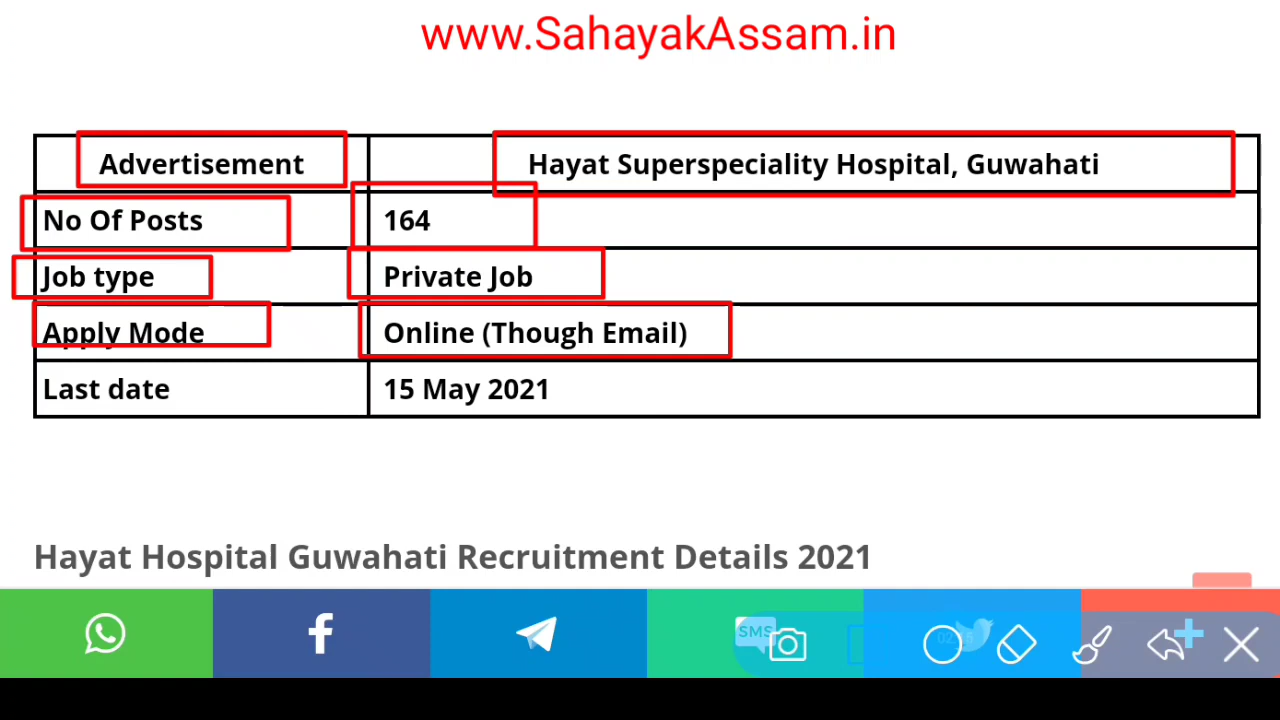 www.SahayakAssam.in
Advertisement Hayat Superspeciality Hospital, Guwahati
No Of Posts 164
Job type Private Job
Apply Mode Online (Though Email)
Last date 15 May 2021
Hayat Hospital Guwahati Recruitment Details 2021
SMS